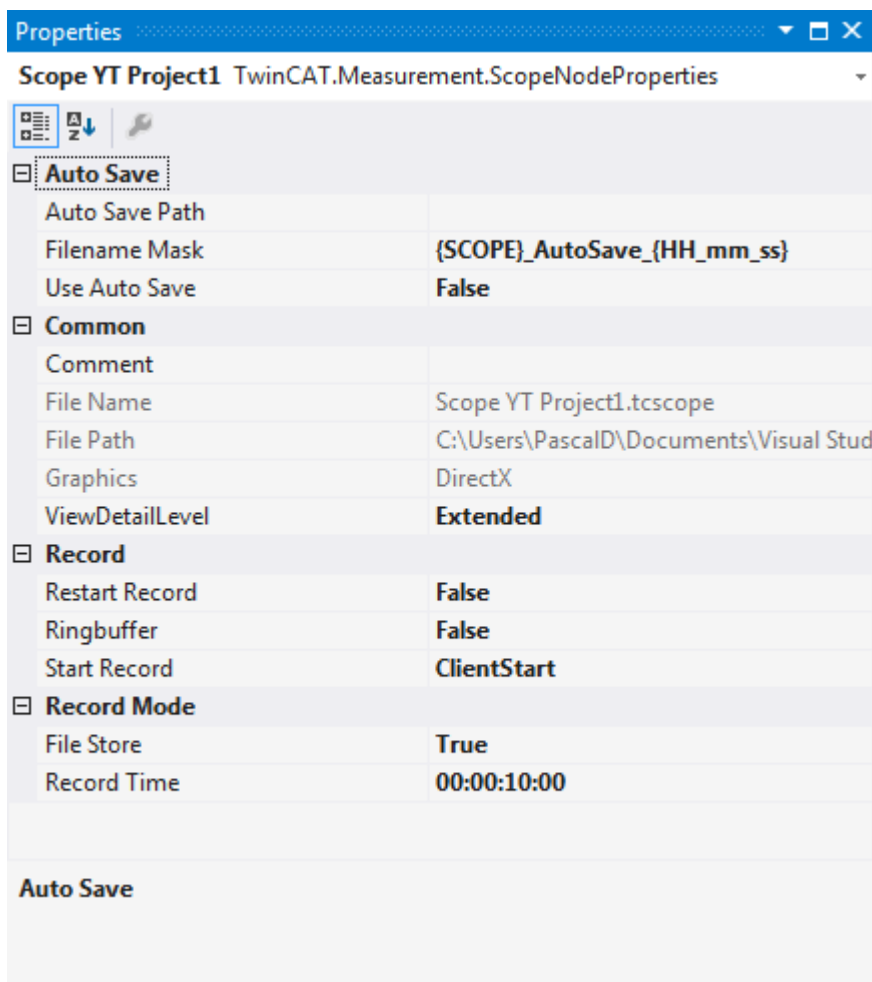 Properties
Scope YT Project1 TwinCAT.Measurement.ScopeNodeProperties
Auto Save
Auto Save Path
Filename Mask {SCOPE}_AutoSave_{HH_mm_ss}
Use Auto Save False
Common
Comment
File Name Scope YT Project1.tcscope
File Path C:\Users\PascalD\Documents\Visual Stud
Graphics DirectX
ViewDetailLevel Extended
Record
Restart Record False
Ringbuffer False
Start Record ClientStart
Record Mode
File Store True
Record Time 00:00:10:00
Auto Save